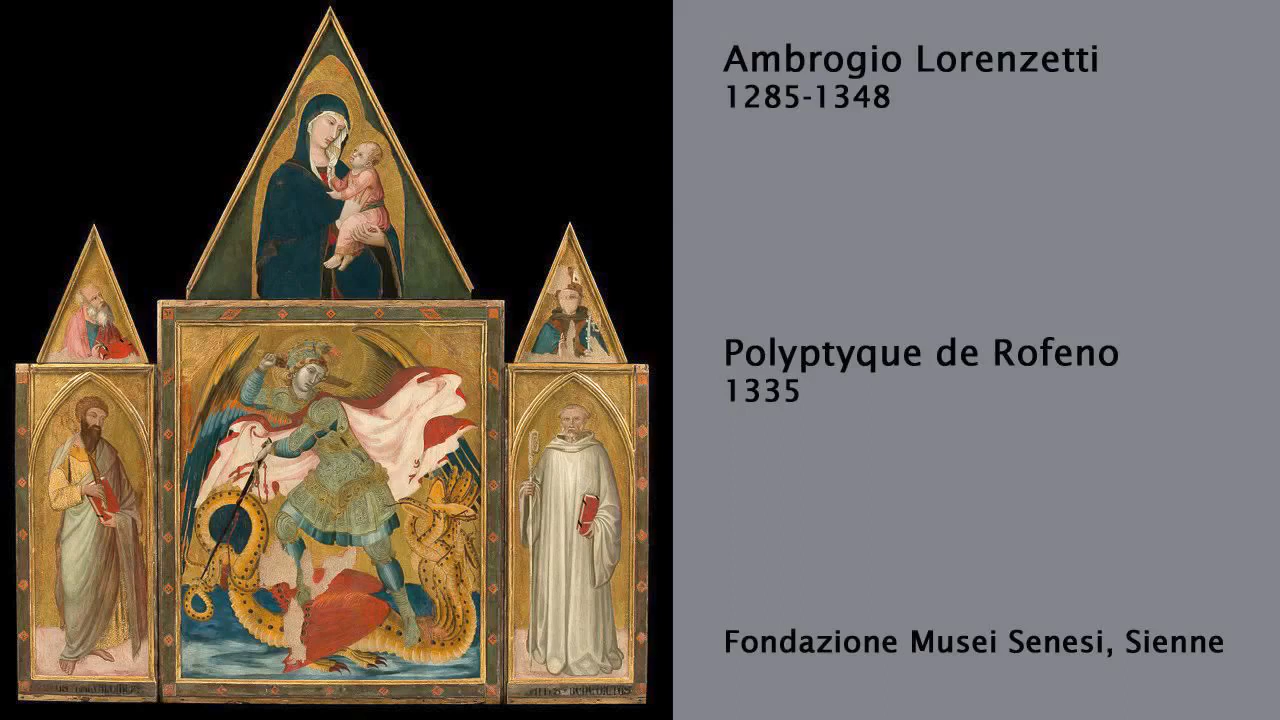 Ambrogio Lorenzetti
1285-1348
Polyptyque de Rofeno
1335
Fondazione Musei Senesi, Sienne